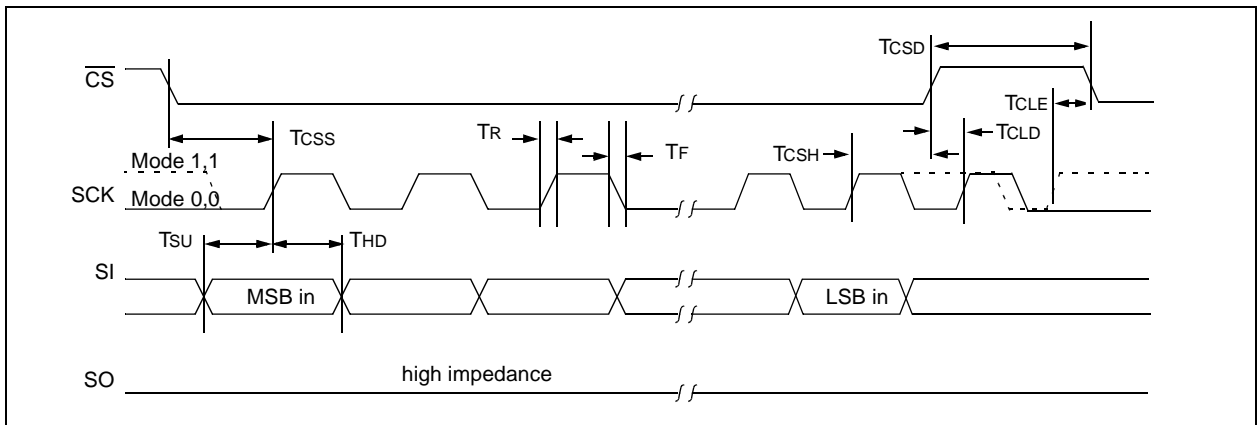 TCSD
CS
TCLE
TCSS
TR
TF
TCSH
TCLD
Mode 1,1
SCK
Mode 0,0
TSU
THD
SI
MSB in
LSB in
SO
high impedance